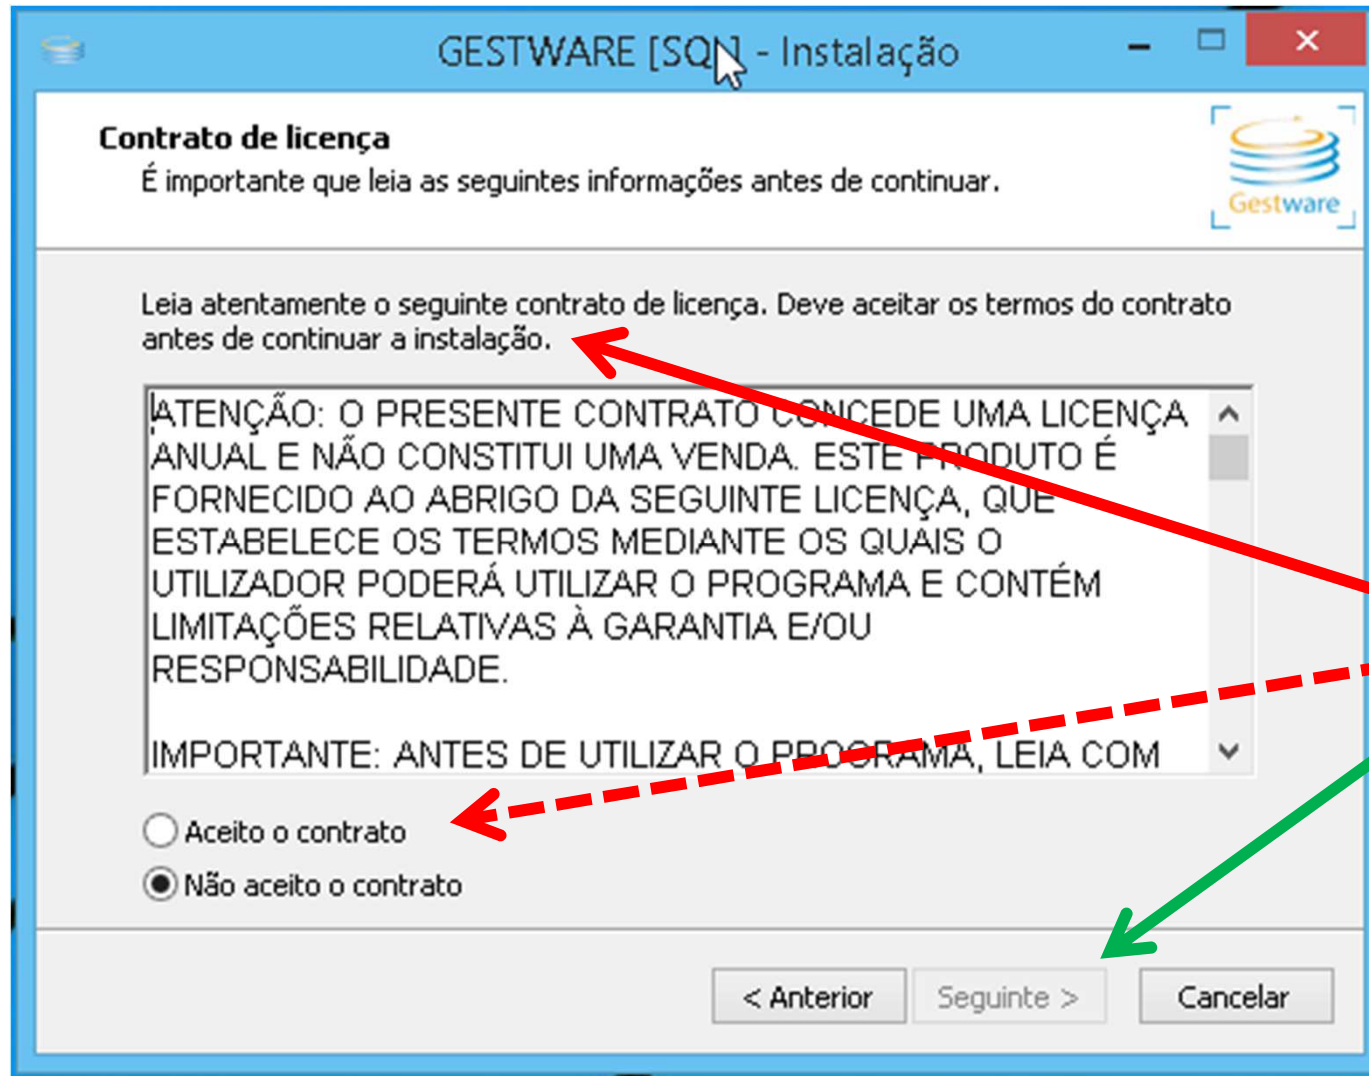 GESTWARE [SQL] - Instalação
Contrato de licença
É importante que leia as seguintes informações antes de continuar.
Gestware
Leia atentamente o seguinte contrato de licença. Deve aceitar os termos do contrato
antes de continuar a instalação.
ATENÇÃO: O PRESENTE CONTRATO CONCEDE UMA LICENÇA
ANUAL E NÃO CONSTITUI UMA VENDA. ESTE PRODUTO É
FORNECIDO AO ABRIGO DA SEGUINTE LICENÇA, QUE
ESTABELECE OS TERMOS MEDIANTE OS QUAIS O
UTILIZADOR PODERÁ UTILIZAR O PROGRAMA E CONTÉM
LIMITAÇÕES RELATIVAS À GARANTIA E/OU
RESPONSABILIDADE.
IMPORTANTE: ANTES DE UTILIZAR O PROGRAMA, LEIA COM
Aceito o contrato
Não aceito o contrato
< Anterior
Seguinte >
Cancelar